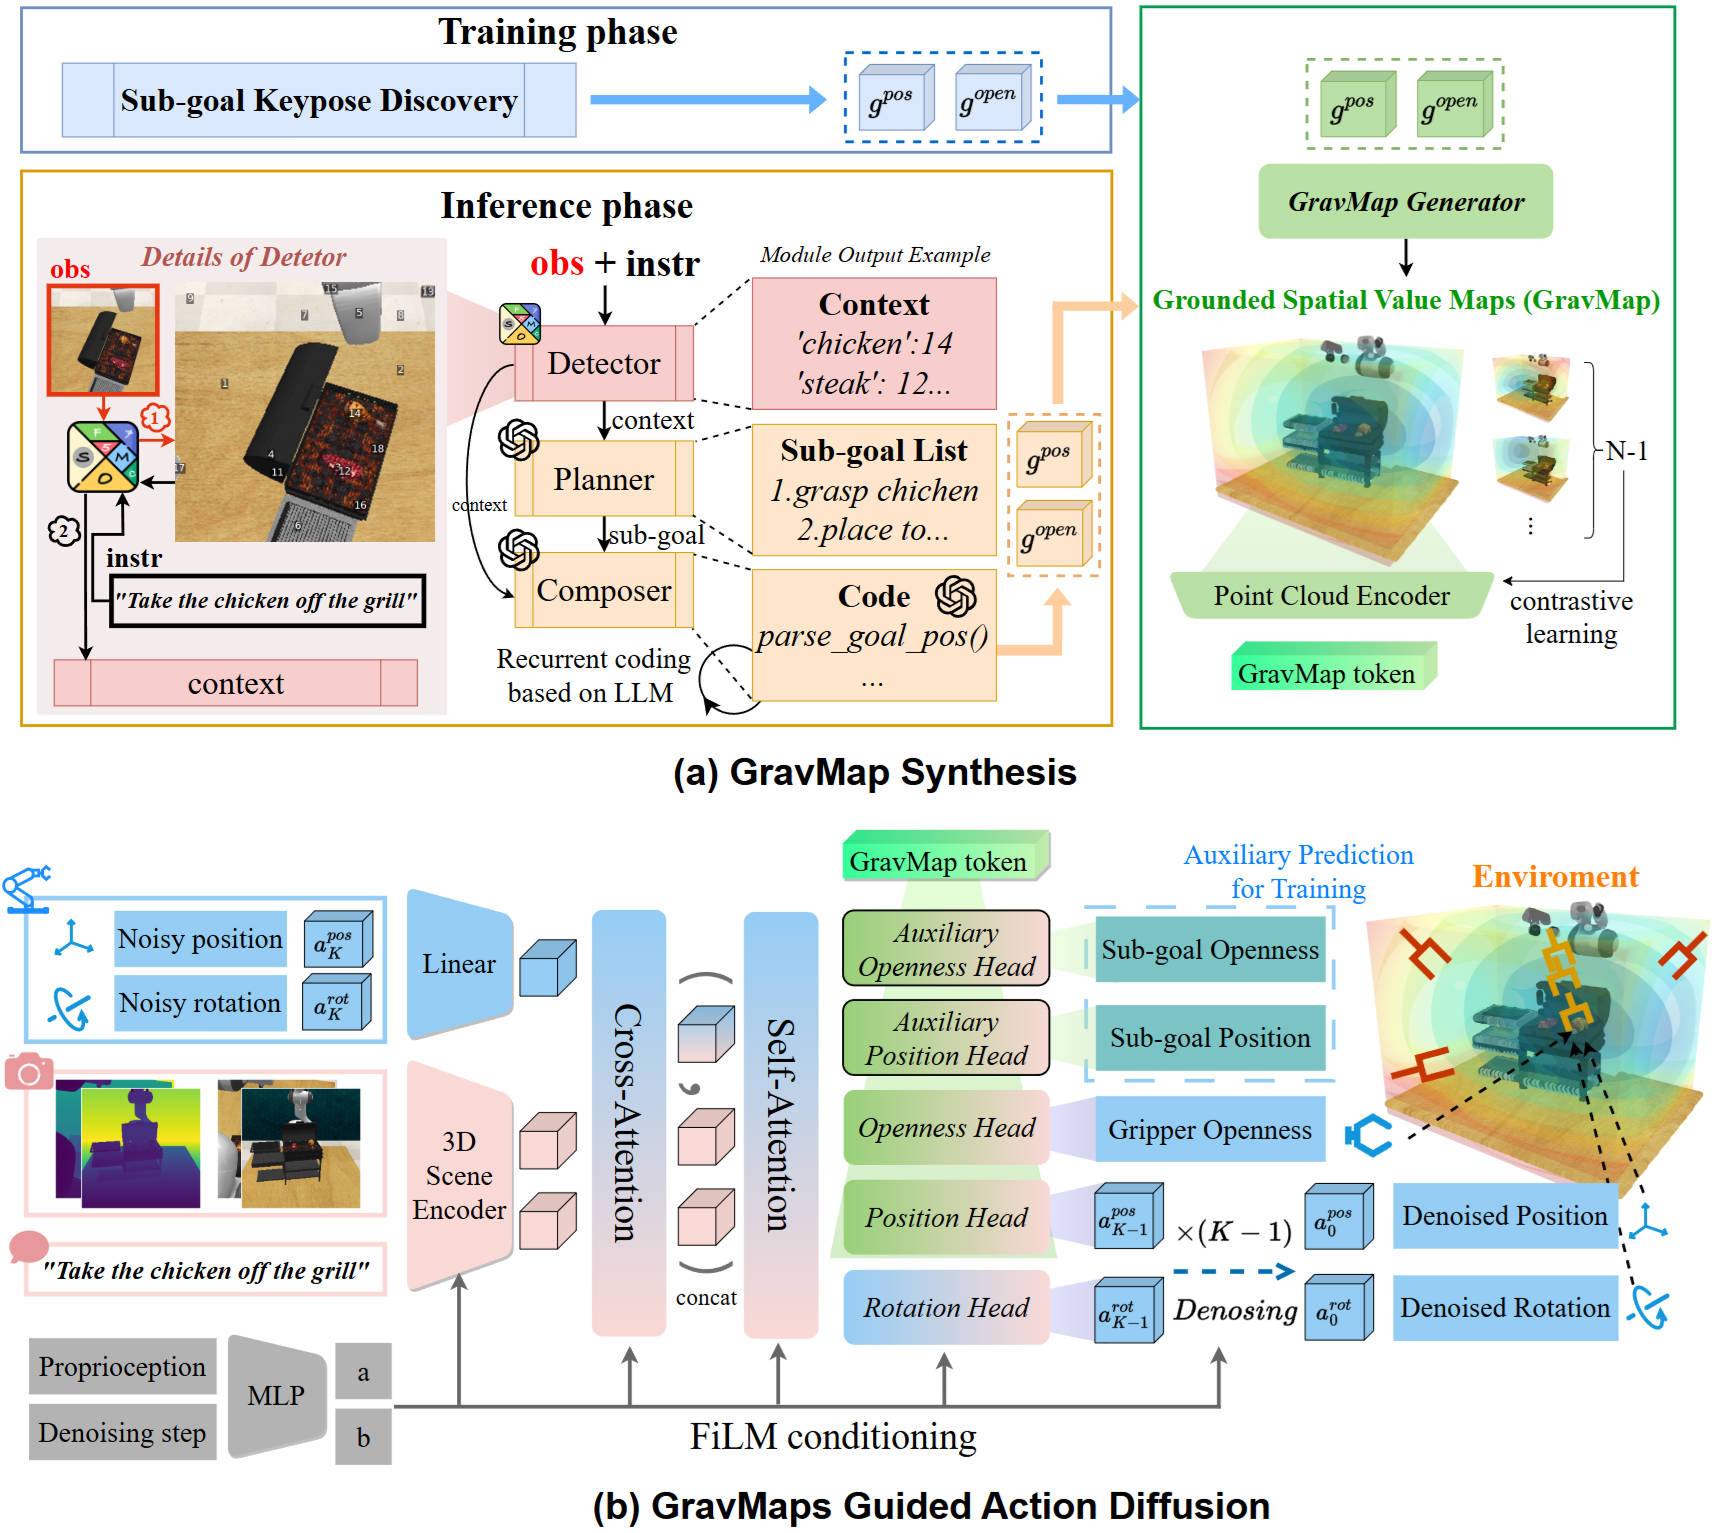 Training phase
Sub-goal Keypose Discovery
g^pos
g^open
Inference phase
Details of Detetor
obs
9
15
13
7
5
8
1
2
14
4
18
11
3
12
17
16
6
F
7
S
S
M
O
C
1
2
instr
"Take the chicken off the grill"
context
obs + instr
S
M
O
Detector
context
Planner
context
sub-goal
Composer
Recurrent coding
based on LLM
Module Output Example
Context
'chicken':14
'steak': 12...
Sub-goal List
1.grasp chichen
2.place to...
Code
parse_goal_pos()
...
g^pos
g^open
g^pos
g^open
GravMap Generator
Grounded Spatial Value Maps (GravMap)
N-1
⋮
Point Cloud Encoder
contrastive
learning
GravMap token
(a) GravMap Synthesis
Noisy position
a_K^pos
Noisy rotation
a_K^rot
"Take the chicken off the grill"
Proprioception
Denoising step
MLP
a
b
Linear
3D
Scene
Encoder
Cross-Attention
( , )
concat
Self-Attention
FiLM conditioning
GravMap token
Auxiliary
Openness Head
Auxiliary
Position Head
Openness Head
Position Head
Rotation Head
Auxiliary Prediction
for Training
Sub-goal Openness
Sub-goal Position
Gripper Openness
a_{K-1}^pos
×(K − 1)
a_0^pos
Denoised Position
a_{K-1}^rot
Denosing
a_0^rot
Denoised Rotation
Enviroment
(b) GravMaps Guided Action Diffusion